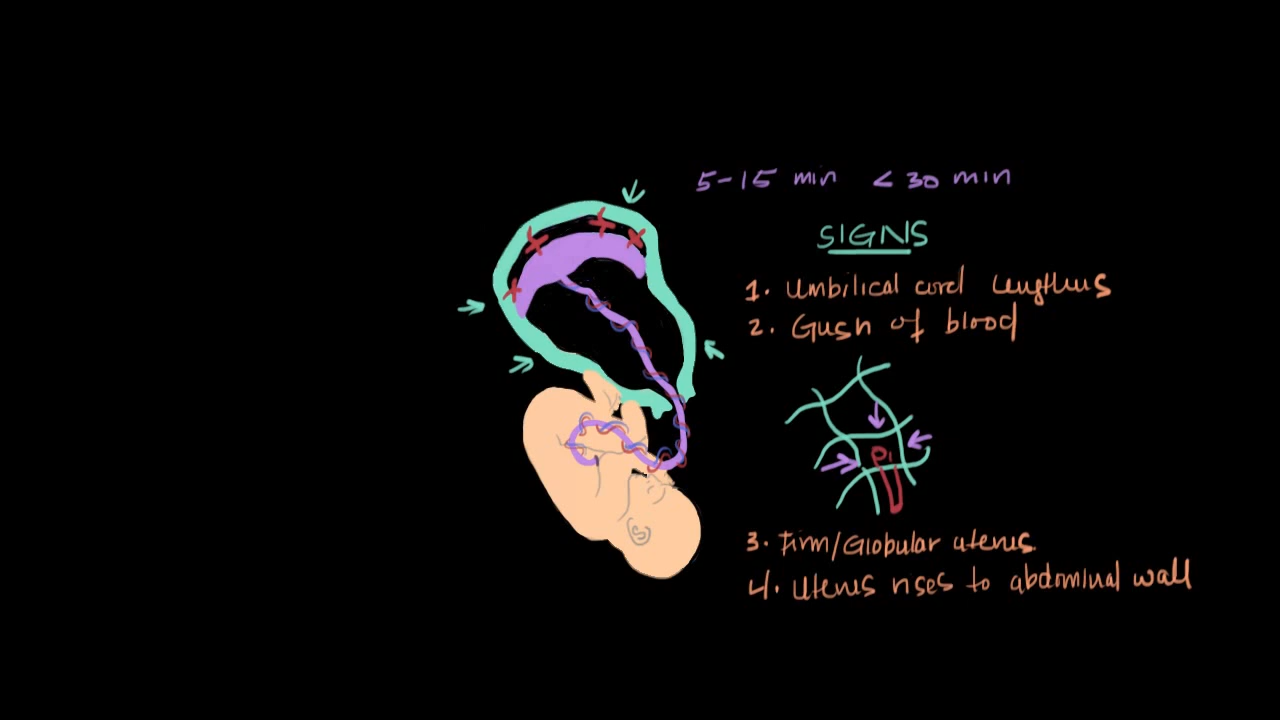 5-15 min < 30 min
SIGNS
1. Umbilical cord lengthens
2. Gush of blood
3. Firm/Globular uterus
4. Uterus rises to abdominal wall